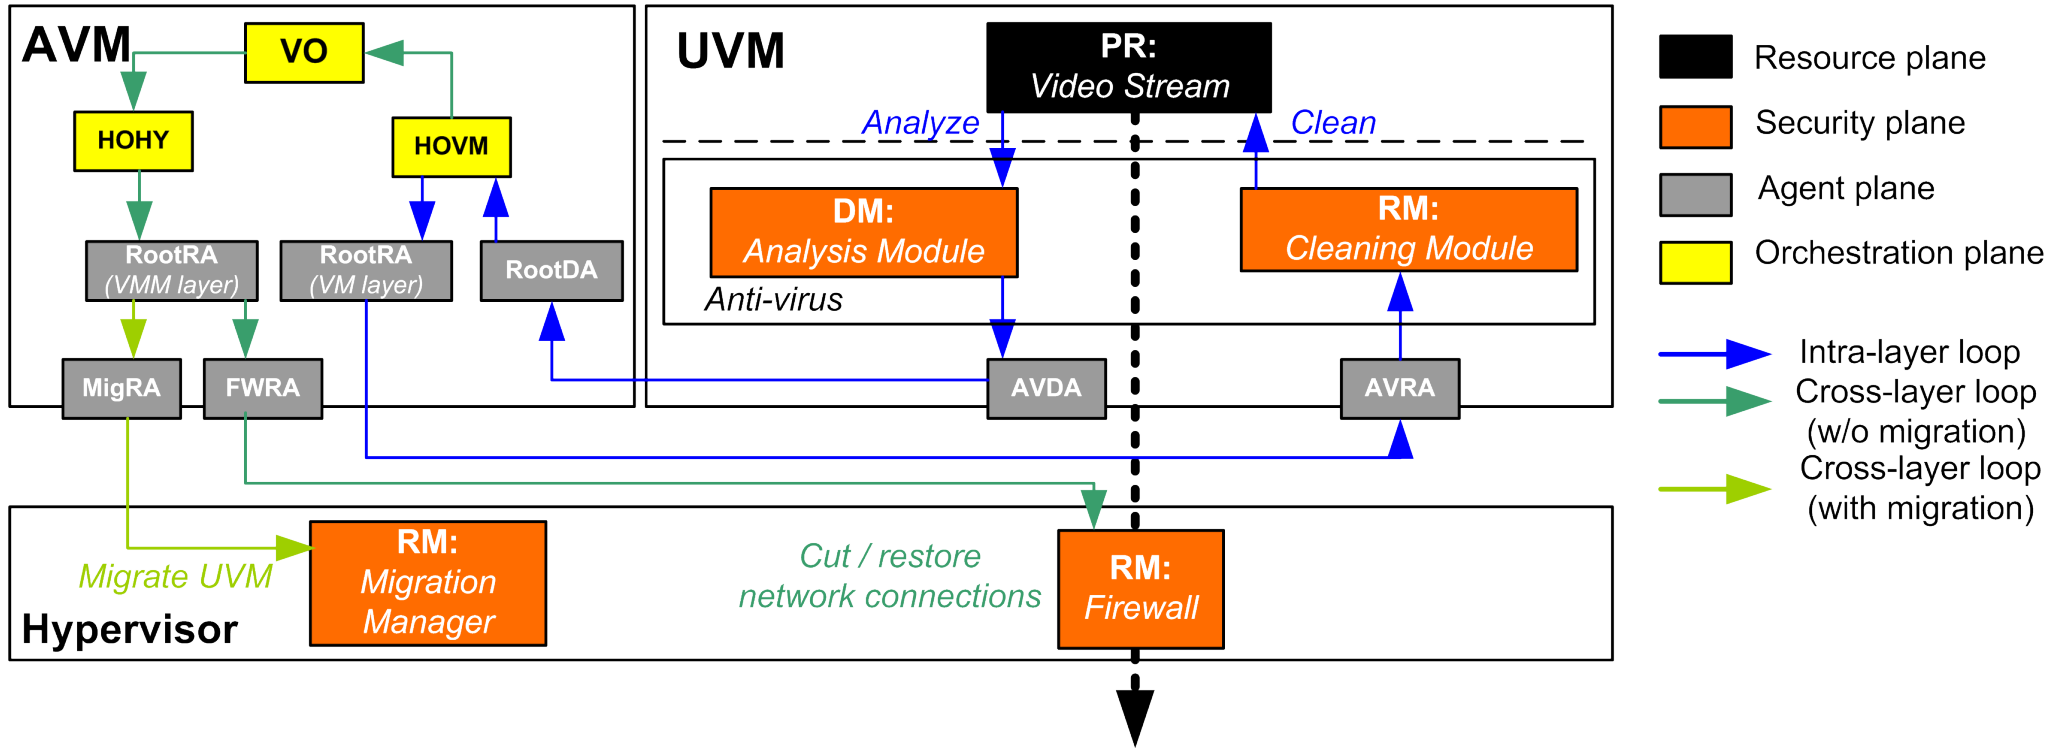 AVM
VO
HOHY
HOVM
RootRA
(VMM layer)
RootRA
(VM layer)
RootDA
MigRA
FWRA
UVM
PR:
Video Stream
Analyze
Clean
DM:
Analysis Module
RM:
Cleaning Module
Anti-virus
AVDA
AVRA
Migrate UVM
Hypervisor
RM:
Migration
Manager
Cut / restore
network connections
RM:
Firewall
Resource plane
Security plane
Agent plane
Orchestration plane
Intra-layer loop
Cross-layer loop
(w/o migration)
Cross-layer loop
(with migration)